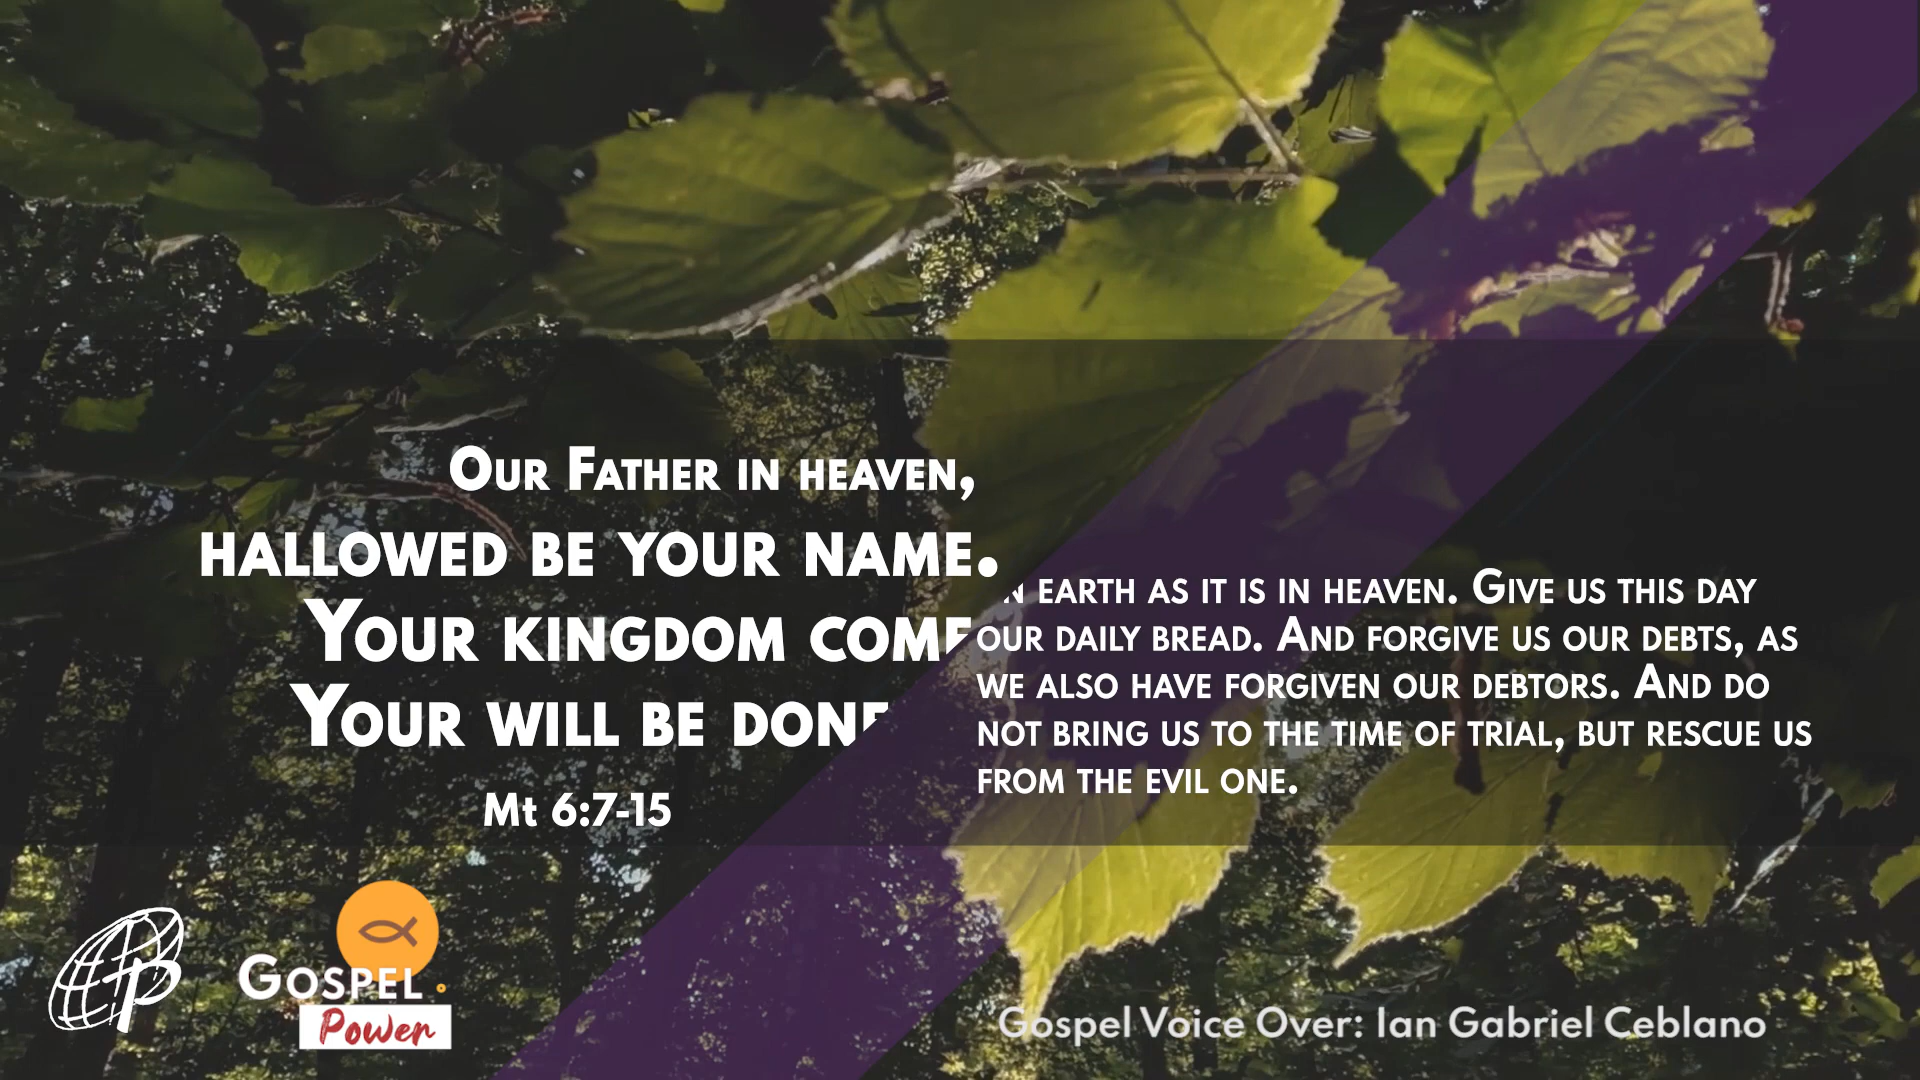 Our Father in heaven,
hallowed be your name.
Your kingdom come
Your will be done
Mt 6:7-15
earth as it is in heaven. Give us this day
our daily bread. And forgive us our debts, as
we also have forgiven our debtors. And do
not bring us to the time of trial, but rescue us
from the evil one.
Gospel
Power
Gospel Voice Over: Ian Gabriel Ceblano